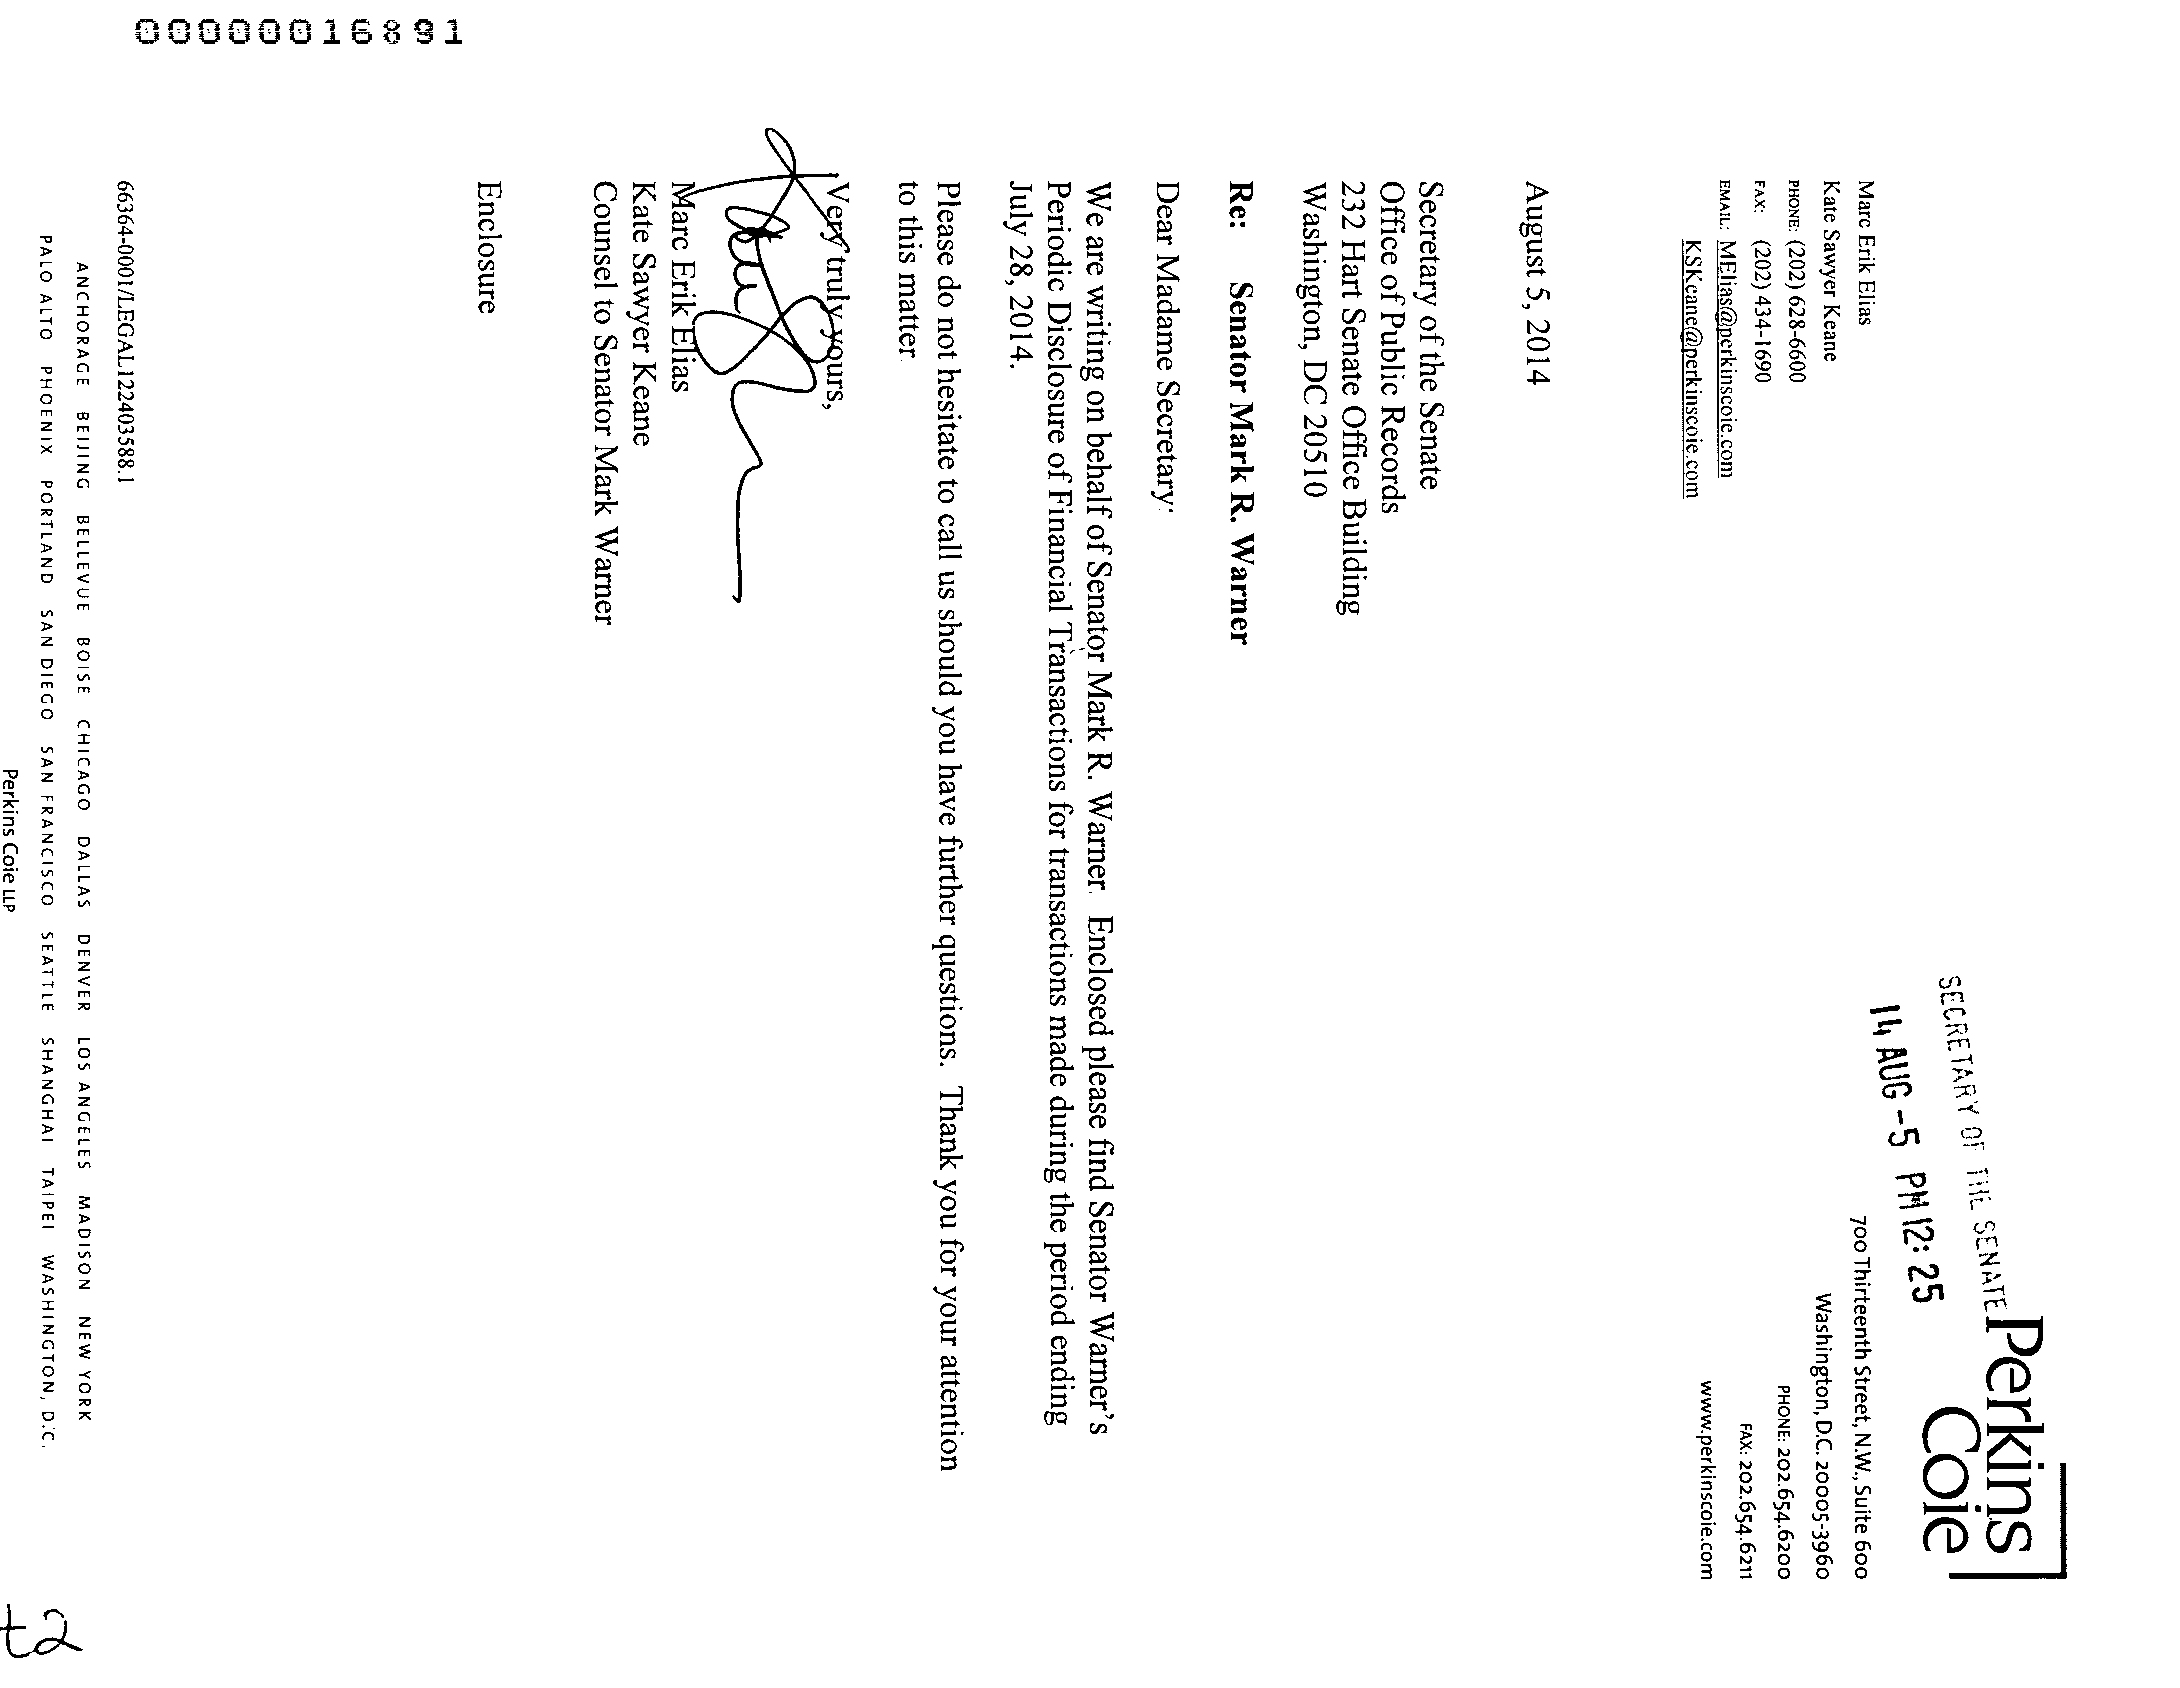 00000016891
SECRETARY OF THE SENATE
14 AUG -5 PM 12: 25
Perkins
Coie
Marc Erik Elias
Kate Sawyer Keane
PHONE: (202) 628-6600
FAX: (202) 434-1690
EMAIL: MElias@perkinscoie.com
KSKeane@perkinscoie.com
700 Thirteenth Street, N.W., Suite 600
Washington, D.C. 20005-3960
PHONE: 202.654.6200
FAX: 202.654.6211
www.perkinscoie.com
August 5, 2014
Secretary of the Senate
Office of Public Records
232 Hart Senate Office Building
Washington, DC 20510
Re: Senator Mark R. Warner
Dear Madame Secretary:
We are writing on behalf of Senator Mark R. Warner. Enclosed please find Senator Warner's
Periodic Disclosure of Financial Transactions for transactions made during the period ending
July 28, 2014.
Please do not hesitate to call us should you have further questions. Thank you for your attention
to this matter.
Very truly yours,
Marc Erik Elias
Kate Sawyer Keane
Counsel to Senator Mark Warner
Enclosure
66364-0001/LEGAL122403588.1
ANCHORAGE BEIJING BELLEVUE BOISE CHICAGO DALLAS DENVER LOS ANGELES MADISON NEW YORK
PALO ALTO PHOENIX PORTLAND SAN DIEGO SAN FRANCISCO SEATTLE SHANGHAI TAIPEI WASHINGTON, D.C.
Perkins Coie LLP